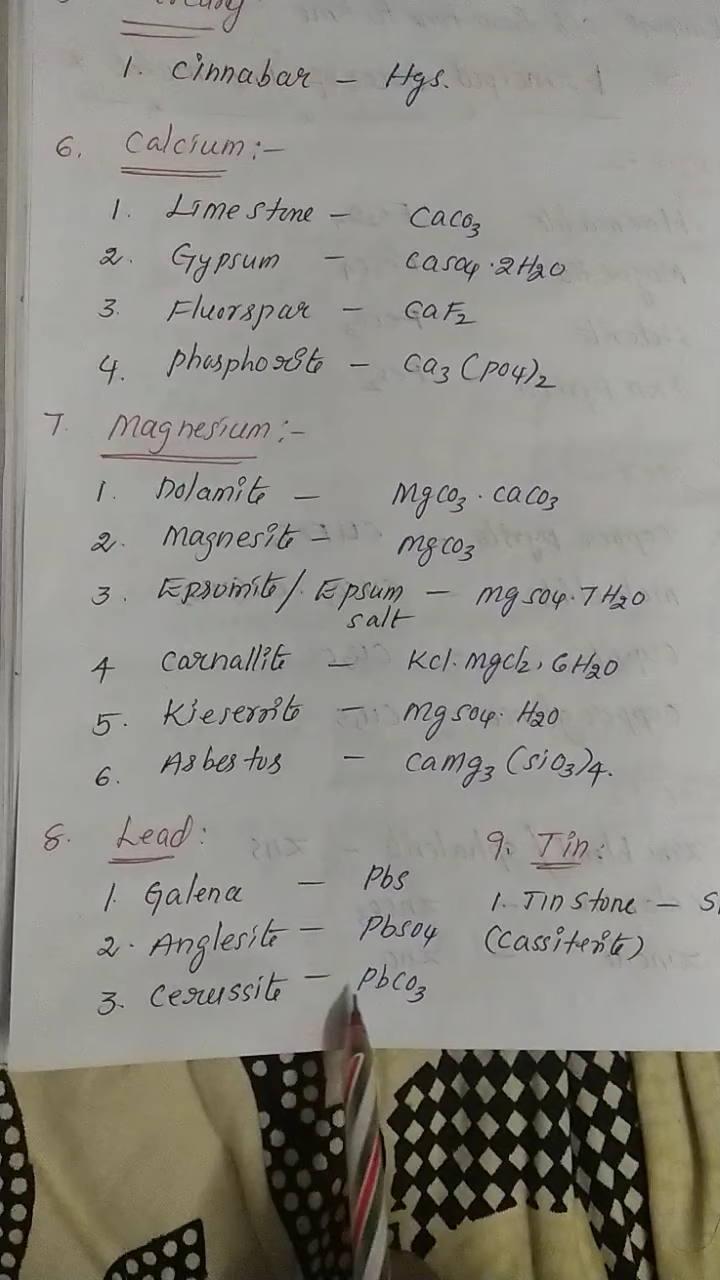 1. Cinnabar – Hgs.
6. Calcium :-
1. Limestone – CaCO3
2. Gypsum – CaSO4·2H2O
3. Fluorspar – CaF2
4. phosphorite – Ca3(PO4)2
7. Magnesium :-
1. Dolamite – MgCO3·CaCO3
2. Magnesite – MgCO3
3. Epsomite/Epsum – MgSO4·7H2O
salt
4 Carnallite – KCl·MgCl2·6H2O
5. Kieserite – MgSO4·H2O
6. Asbestus – CaMg3(SiO3)4.
8. Lead: 9. Tin:
1. Galena – PbS 1. Tin stone – S
2. Anglesite – PbSO4 (Cassiterite)
3. Cerussite – PbCO3